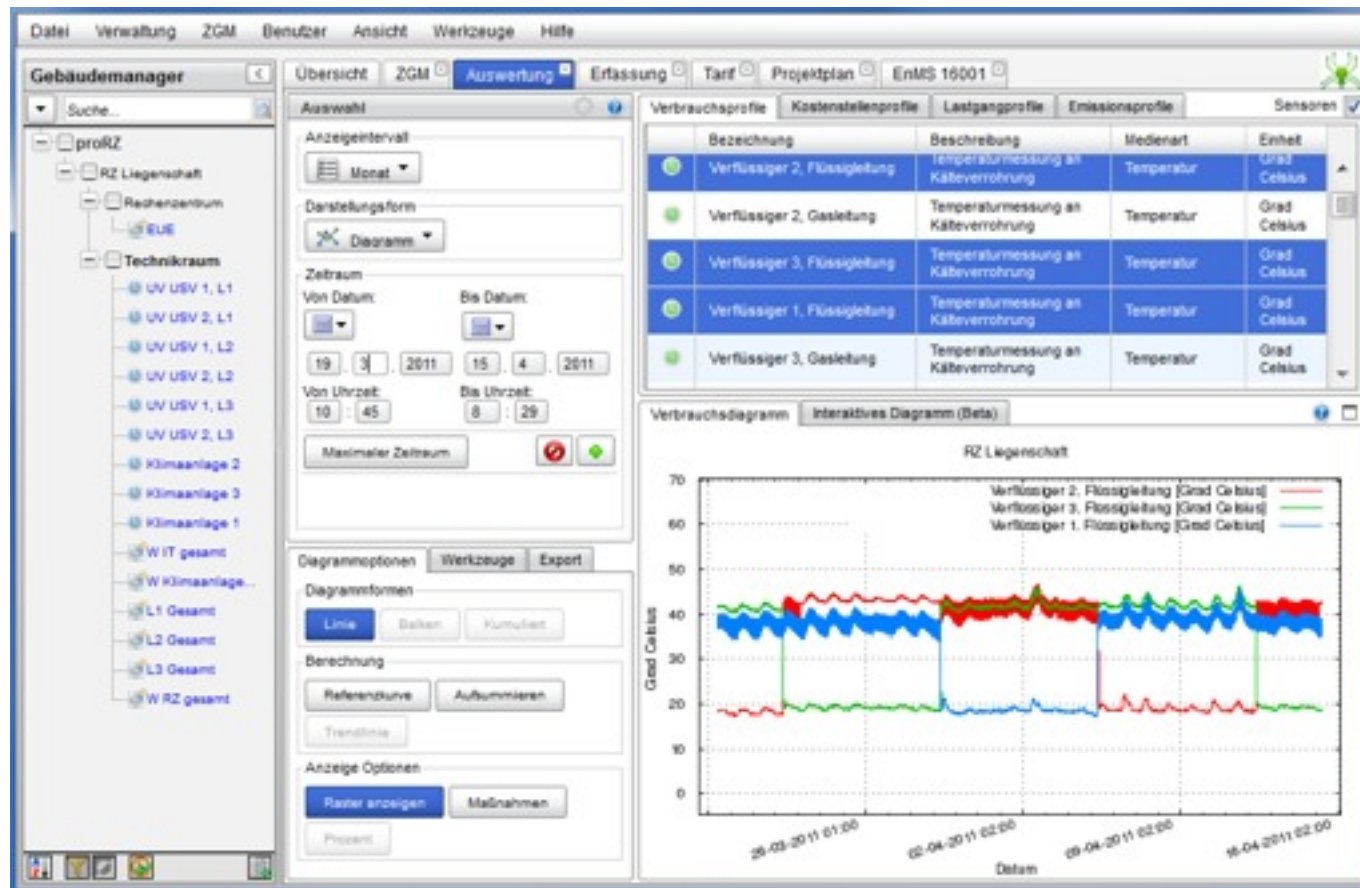 Datei Verwaltung ZGM Benutzer Ansicht Werkzeuge Hilfe
Gebäudemanager
Suche...
proRZ
RZ Liegenschaft
Rechenzentrum
EUE
Technikraum
UV USV 1, L1
UV USV 2, L1
UV USV 1, L2
UV USV 2, L2
UV USV 1, L3
UV USV 2, L3
Klimaanlage 2
Klimaanlage 3
Klimaanlage 1
W IT gesamt
W Klimaanlage...
L1 Gesamt
L2 Gesamt
L3 Gesamt
W RZ gesamt
Übersicht ZGM Auswertung Erfassung Tarif Projektplan EnMS 16001
Auswahl
Anzeigeintervall
Monat
Darstellungsform
Diagramm
Zeitraum
Von Datum: Bis Datum:
19 . 3 . 2011 15 . 4 . 2011
Von Uhrzeit: Bis Uhrzeit:
10 : 45 8 : 29
Maximaler Zeitraum
Diagrammoptionen Werkzeuge Export
Diagrammformen
Linie Balken Kumuliert
Berechnung
Referenzkurve Aufsummieren
Trendlinie
Anzeige Optionen
Raster anzeigen Maßnahmen
Prozent
Verbrauchsprofile Kostenstellenprofile Lastgangprofile Emissionsprofile Sensoren
Bezeichnung Beschreibung Medienart Einheit
Verflüssiger 2, Flüssigleitung Temperaturmessung an Kälteverrohrung Temperatur Grad Celsius
Verflüssiger 2, Gasleitung Temperaturmessung an Kälteverrohrung Temperatur Grad Celsius
Verflüssiger 3, Flüssigleitung Temperaturmessung an Kälteverrohrung Temperatur Grad Celsius
Verflüssiger 1, Flüssigleitung Temperaturmessung an Kälteverrohrung Temperatur Grad Celsius
Verflüssiger 3, Gasleitung Temperaturmessung an Kälteverrohrung Temperatur Grad Celsius
Verbrauchsdiagramm Interaktives Diagramm (Beta)
RZ Liegenschaft
Verflüssiger 2, Flüssigleitung [Grad Celsius]
Verflüssiger 3, Flüssigleitung [Grad Celsius]
Verflüssiger 1, Flüssigleitung [Grad Celsius]
70
60
50
40
30
20
10
0
Grad Celsius
26-03-2011 01:00
02-04-2011 02:00
09-04-2011 02:00
16-04-2011 02:00
Datum